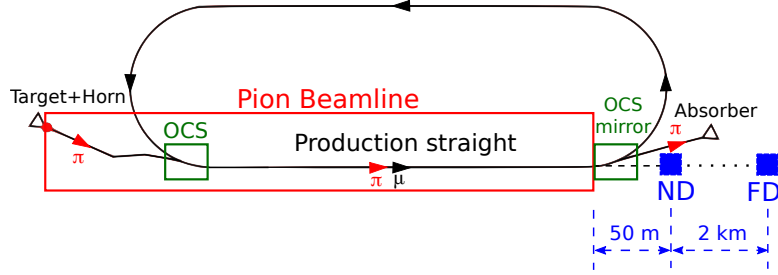 Target+Horn
Pion Beamline
OCS
mirror
Absorber
OCS
Production straight
π
π
π
μ
ND
FD
50 m
2 km